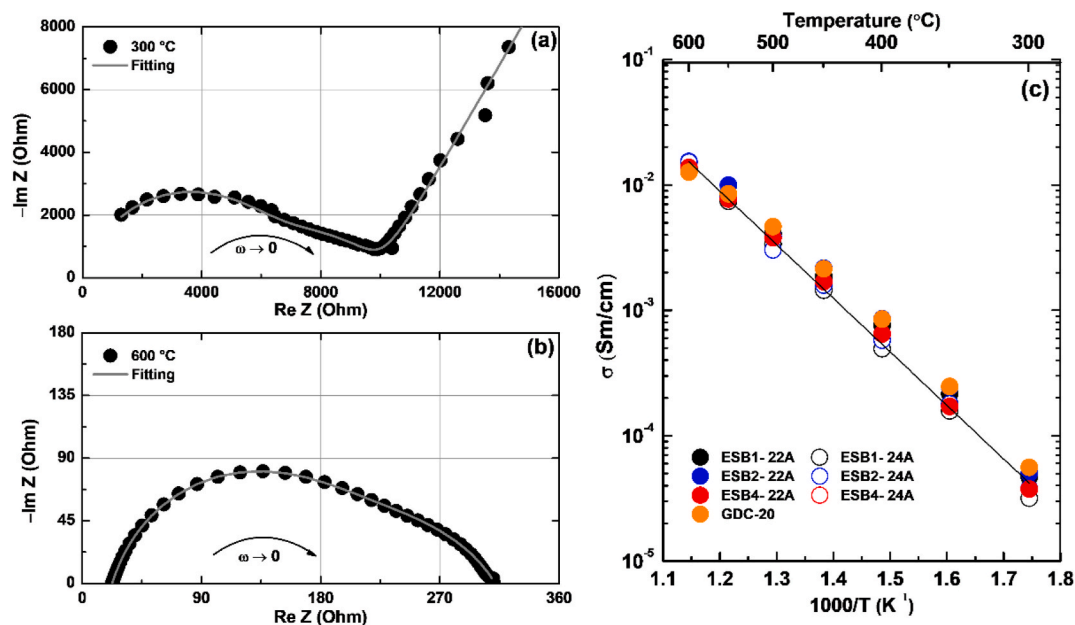 (a)
300 °C
Fitting
8000
6000
4000
2000
0
−Im Z (Ohm)
ω → 0
0 4000 8000 12000 16000
Re Z (Ohm)
(b)
600 °C
Fitting
180
135
90
45
0
−Im Z (Ohm)
ω → 0
0 90 180 270 360
Re Z (Ohm)
Temperature (°C)
600 500 400 300
(c)
10⁻¹
10⁻²
10⁻³
10⁻⁴
10⁻⁵
σ (Sm/cm)
ESB1- 22A ESB1- 24A
ESB2- 22A ESB2- 24A
ESB4- 22A ESB4- 24A
GDC-20
1.1 1.2 1.3 1.4 1.5 1.6 1.7 1.8
1000/T (K⁻¹)